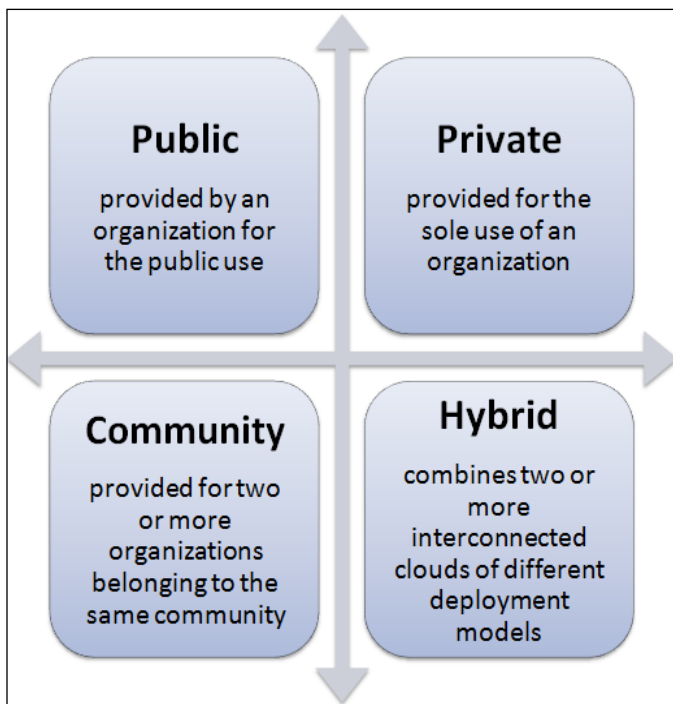 Public
provided by an
organization for
the public use
Private
provided for the
sole use of an
organization
Community
provided for two
or more
organizations
belonging to the
same community
Hybrid
combines two or
more
interconnected
clouds of different
deployment
models